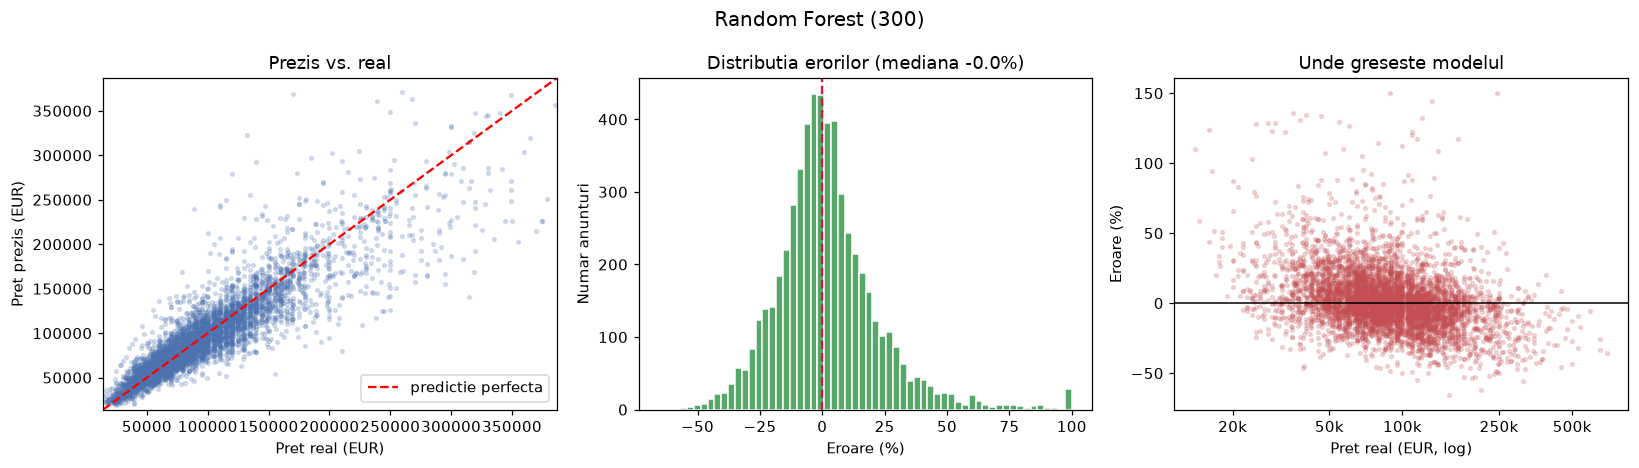 Random Forest (300)
Prezis vs. real
350000
300000
250000
200000
150000
100000
50000
Pret prezis (EUR)
predictie perfecta
50000 100000150000200000250000300000350000
Pret real (EUR)
Distributia erorilor (mediana -0.0%)
400
300
200
100
0
Numar anunturi
−50 −25 0 25 50 75 100
Eroare (%)
Unde greseste modelul
150
100
50
0
−50
Eroare (%)
20k 50k 100k 250k 500k
Pret real (EUR, log)